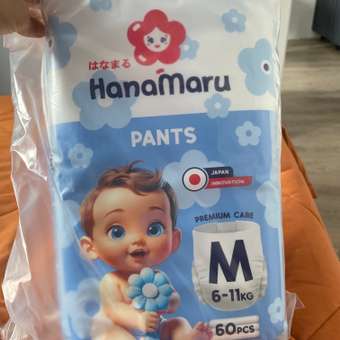 はなまる
HanaMaru
PANTS
JAPAN
INNOVATION
PREMIUM CARE
M
6-11KG
60PCS